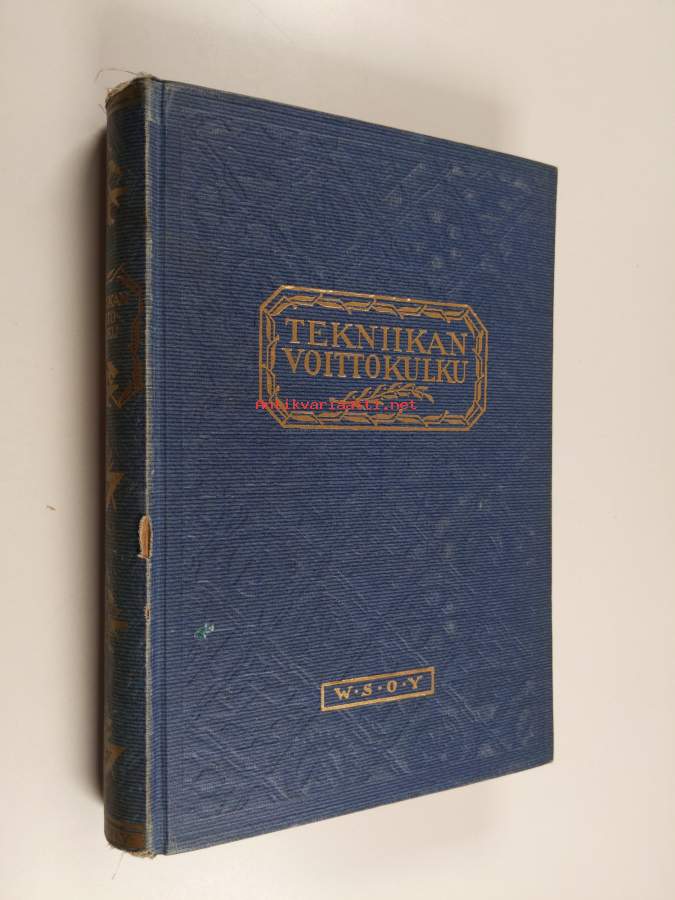 TEKNIIKAN
VOITTOKULKU
Antikvariaatti.net
W·S·O·Y